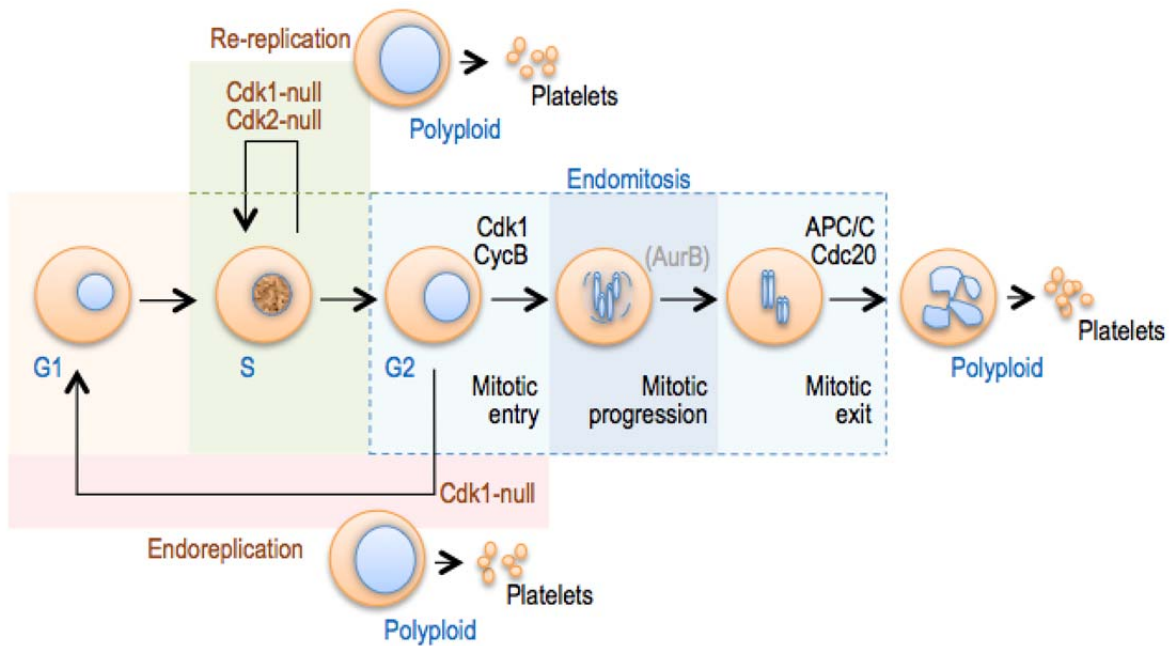 Re-replication
Cdk1-null
Cdk2-null
Polyploid
Platelets
Endomitosis
Cdk1
CycB
(AurB)
APC/C
Cdc20
G1
S
G2
Mitotic
entry
Mitotic
progression
Mitotic
exit
Polyploid
Platelets
Cdk1-null
Endoreplication
Polyploid
Platelets